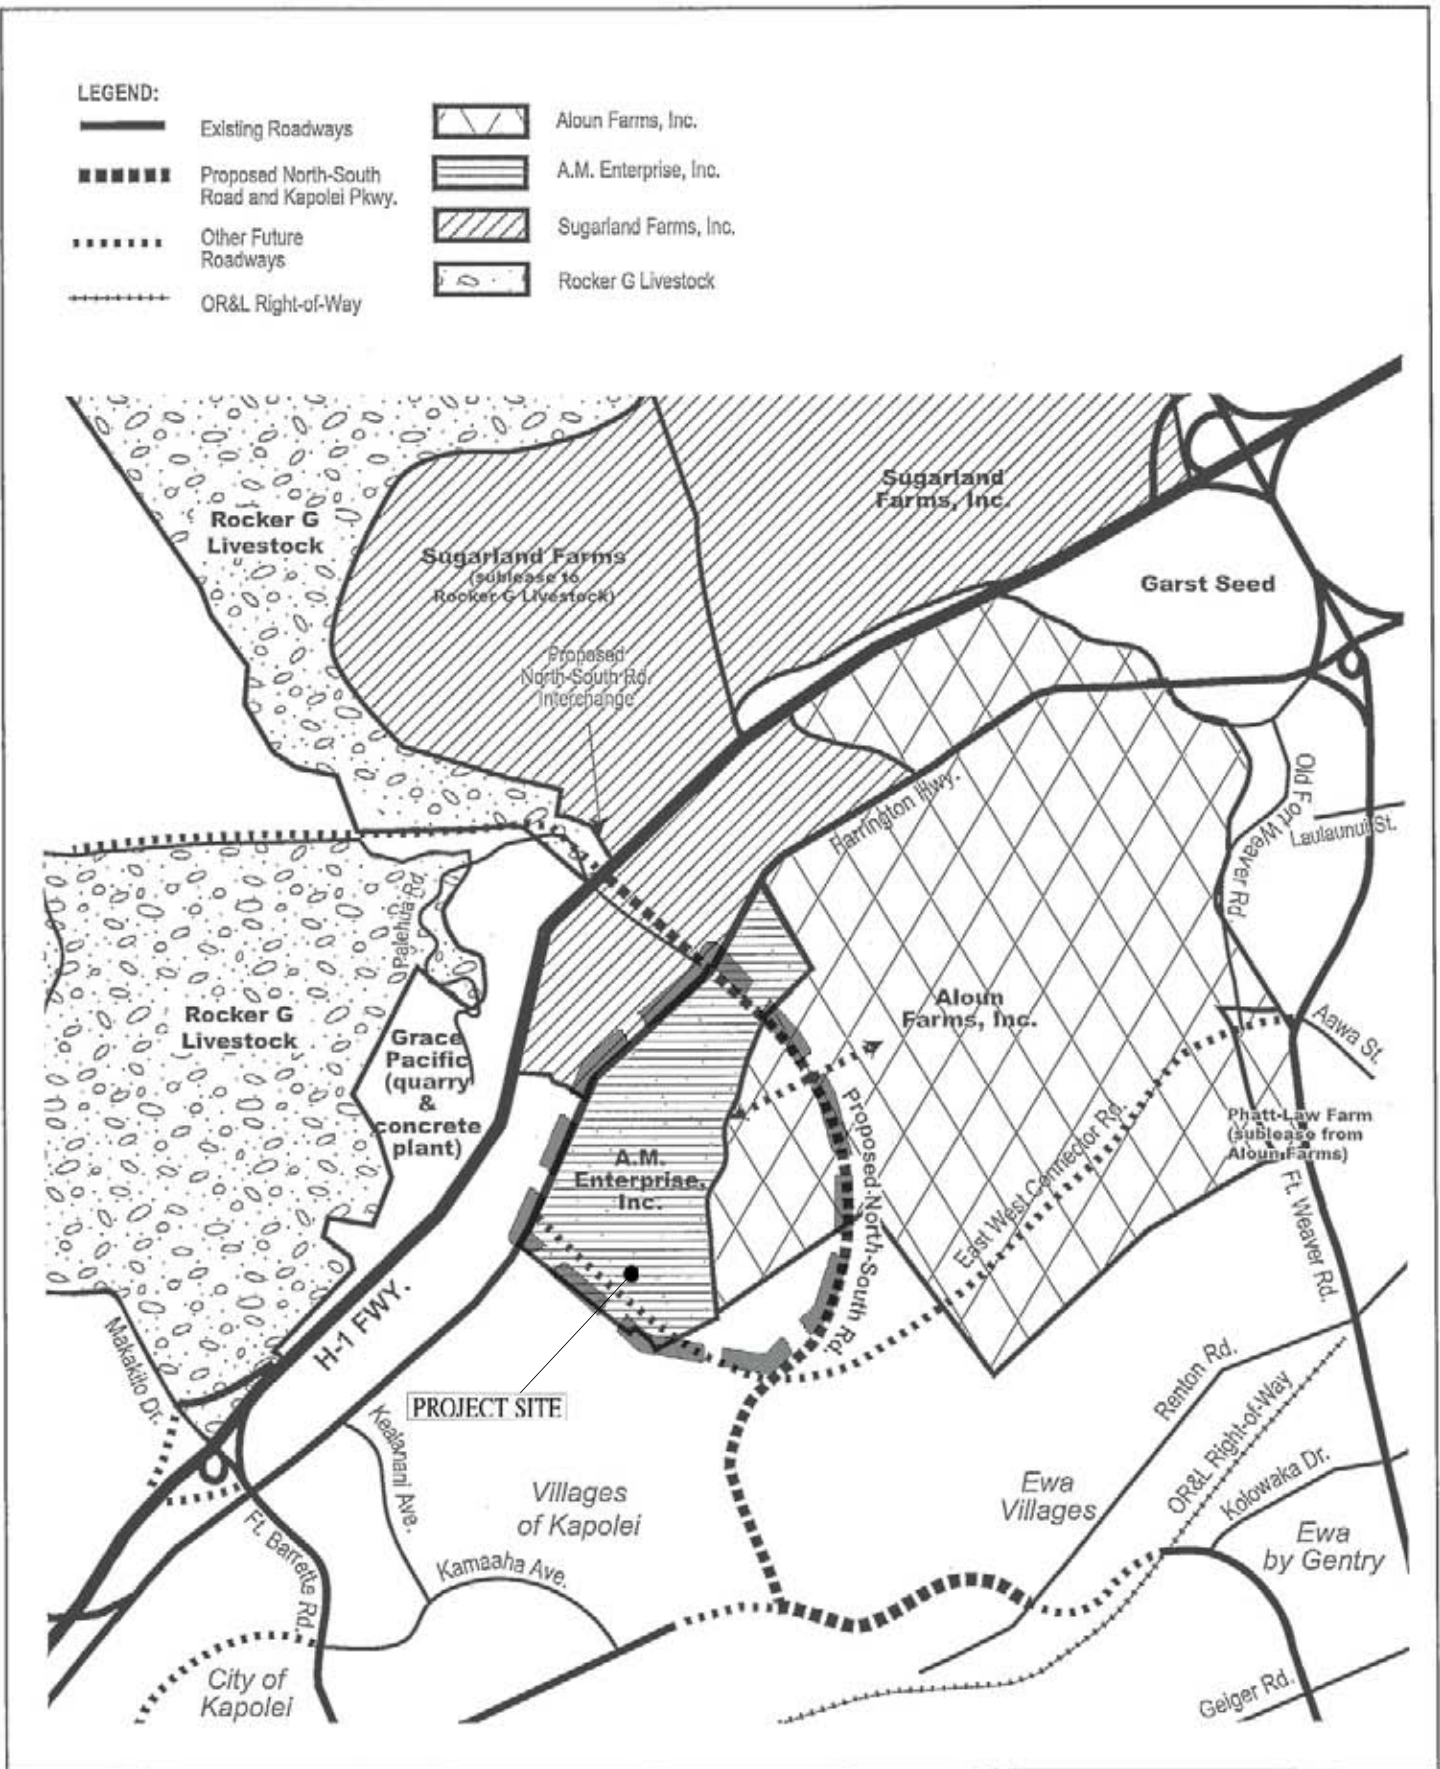 LEGEND:
Existing Roadways
Proposed North-South
Road and Kapolei Pkwy.
Other Future
Roadways
OR&L Right-of-Way
Aloun Farms, Inc.
A.M. Enterprise, Inc.
Sugarland Farms, Inc.
Rocker G Livestock
Sugarland
Farms, Inc.
Rocker G
Livestock
Sugarland Farms
(sublease to
Rocker G Livestock)
Garst Seed
Proposed
North-South Rd.
Interchange
Old Fort Weaver Rd.
Laulaunui St.
Farrington Hwy.
Palehua Rd.
Rocker G
Livestock
Grace
Pacific
(quarry
&
concrete
plant)
Aloun
Farms, Inc.
Aawa St.
Proposed North-South Rd.
East West Connector Rd.
Phatt-Law Farm
(sublease from
Aloun Farms)
A.M.
Enterprise,
Inc.
Ft. Weaver Rd.
H-1 FWY.
Makakilo Dr.
PROJECT SITE
Kealanani Ave.
Renton Rd.
OR&L Right-of-Way
Kolowaka Dr.
Villages
of Kapolei
Ewa
Villages
Ewa
by Gentry
Ft. Barrette Rd.
Kamaaha Ave.
City of
Kapolei
Geiger Rd.